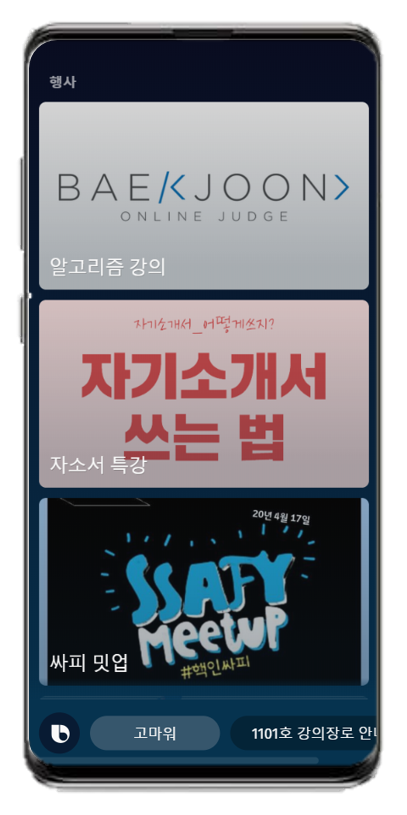 행사
BAEKJOON
ONLINE JUDGE
알고리즘 강의
자기소개서_어떻게쓰지?
자기소개서
쓰는 법
자소서 특강
20년 4월 17일
SSAFY
Meetup
#핵인싸피
싸피 밋업
고마워
1101호 강의장로 안